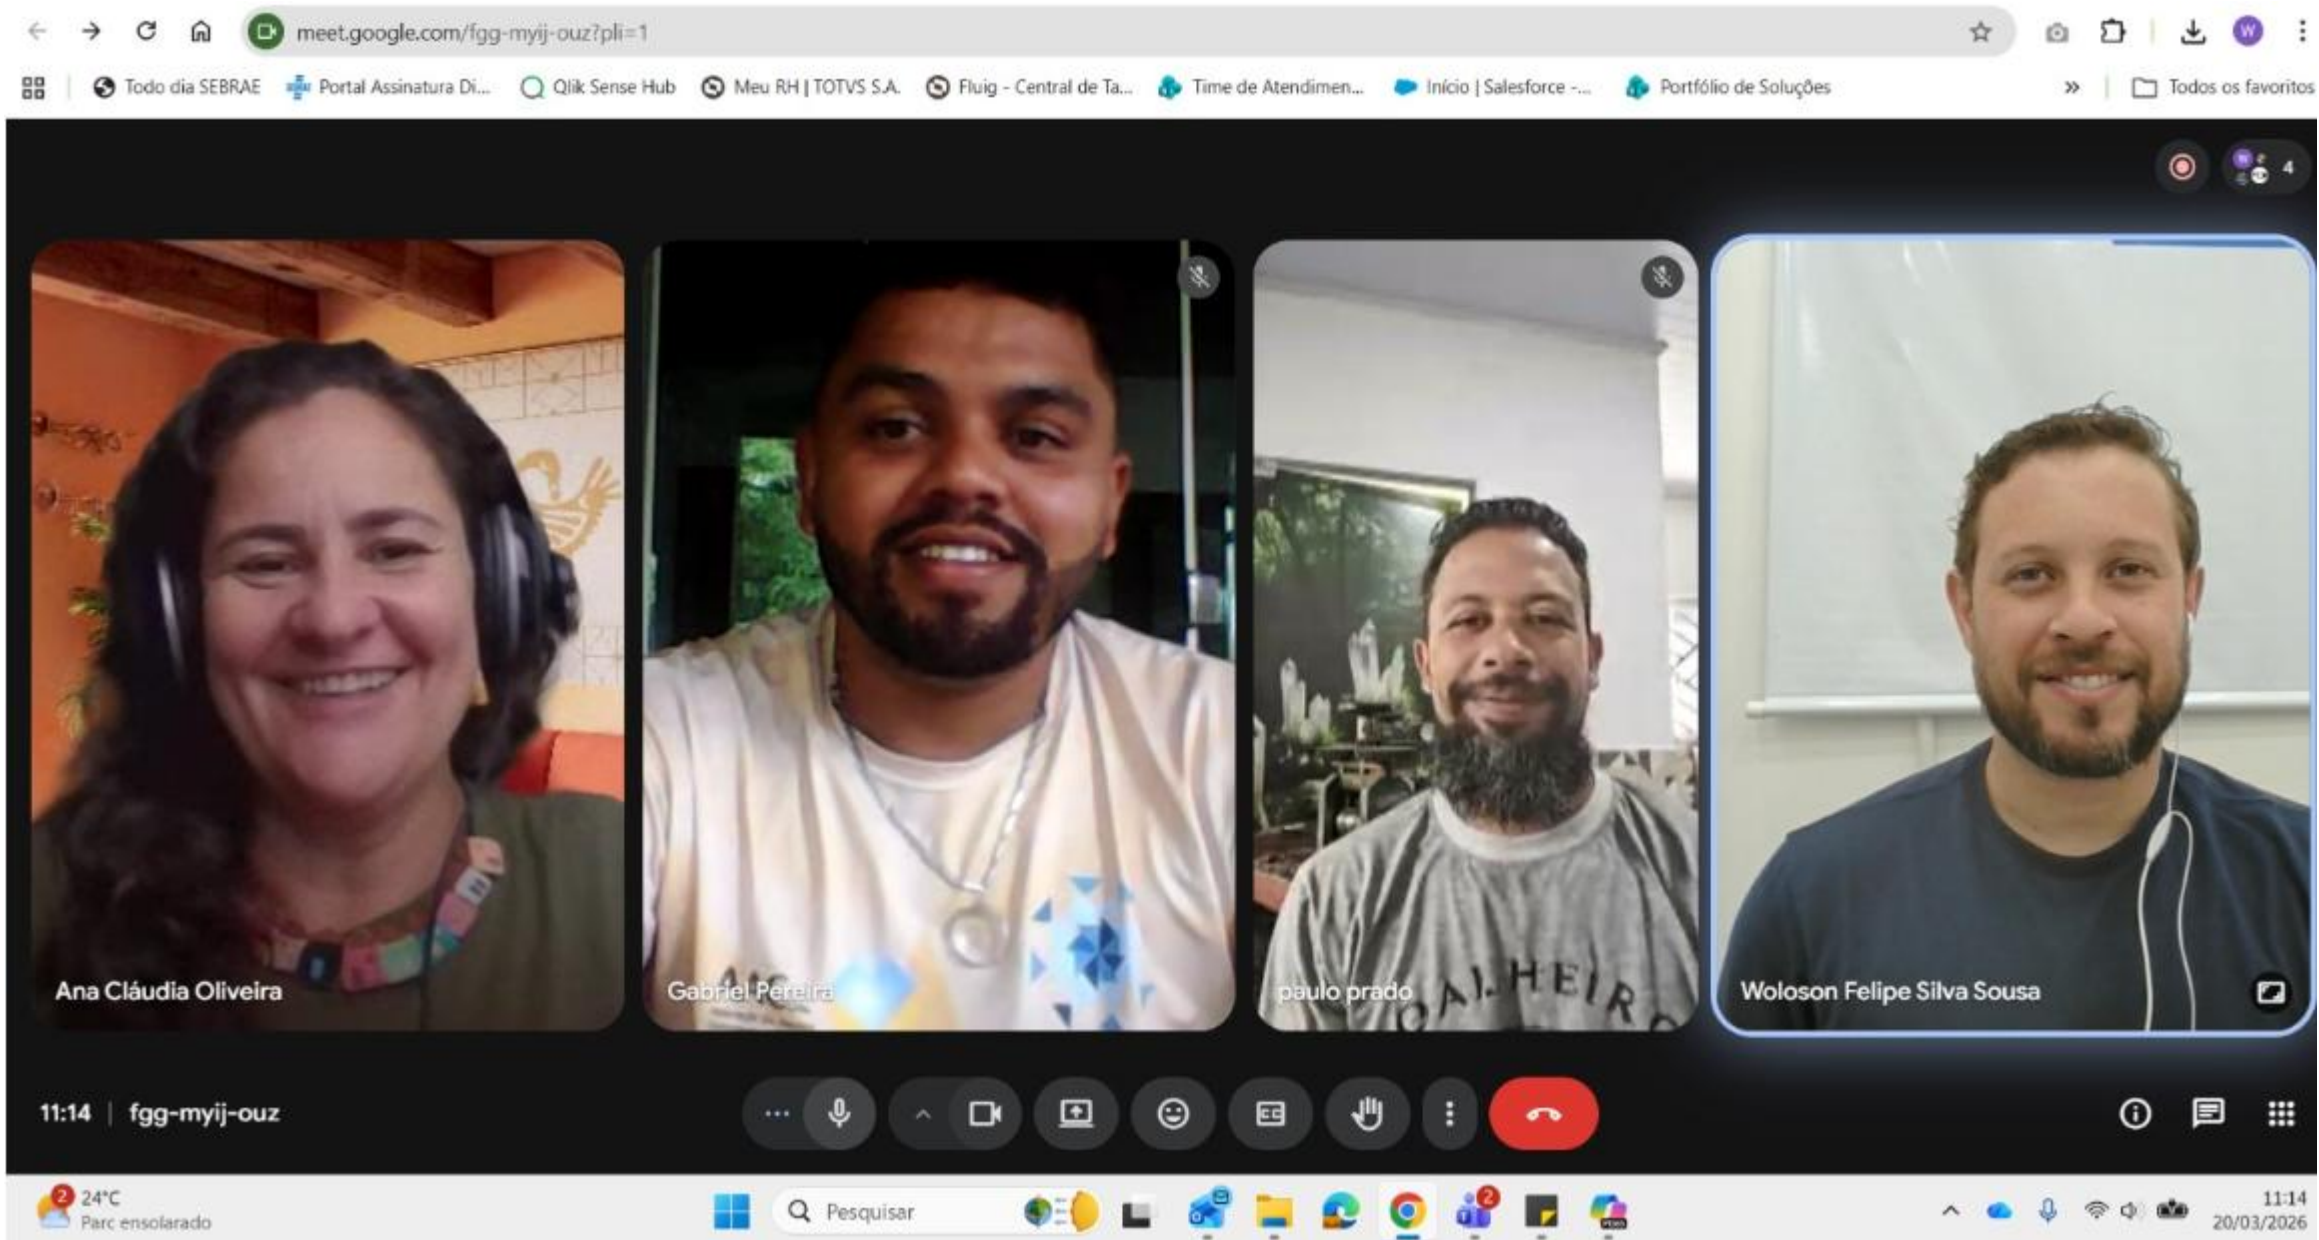 meet.google.com/fgg-myij-ouz?pli=1
W
Todo dia SEBRAE
Portal Assinatura Di...
Qlik Sense Hub
Meu RH | TOTVS S.A.
Fluig - Central de Ta...
Time de Atendimen...
Início | Salesforce -...
Portfólio de Soluções
»
Todos os favoritos
4
Ana Cláudia Oliveira
Gabriel Pereira
paulo prado
Woloson Felipe Silva Sousa
11:14 | fgg-myij-ouz
CC
2
24°C
Parc ensolarado
Pesquisar
2
11:14
20/03/2026